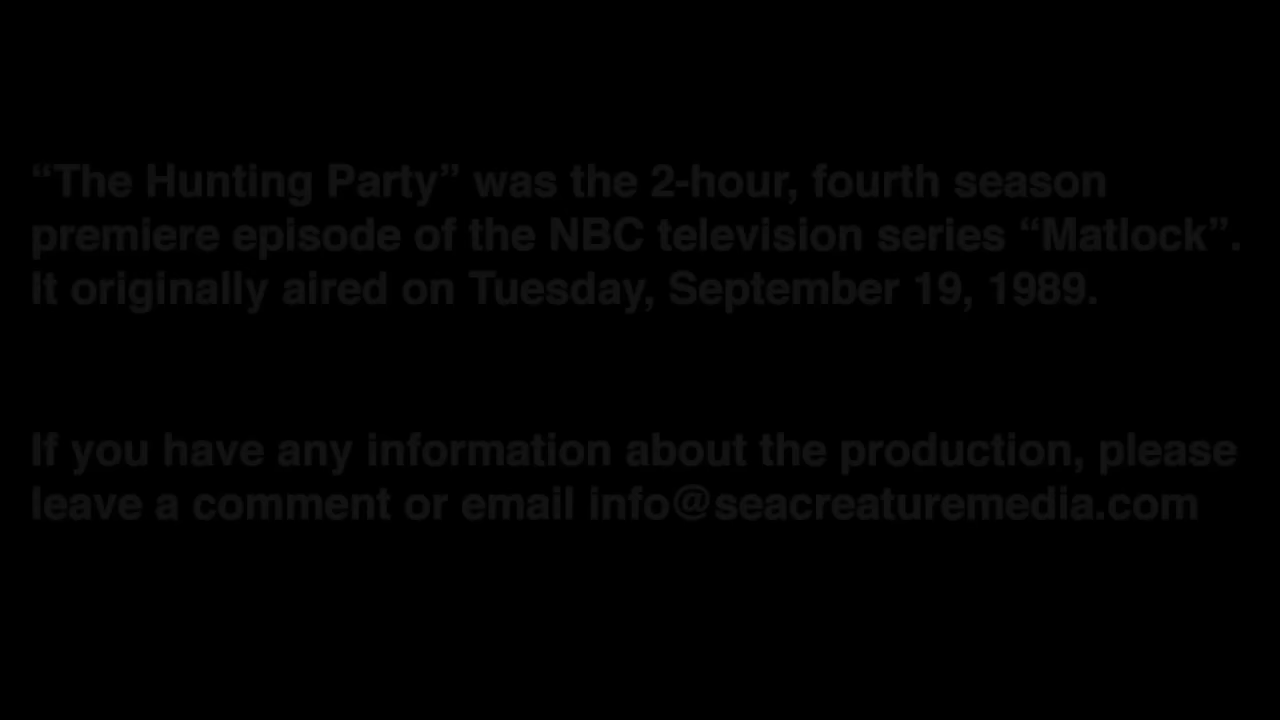 “The Hunting Party” was the 2-hour, fourth season
premiere episode of the NBC television series “Matlock”.
It originally aired on Tuesday, September 19, 1989.
If you have any information about the production, please
leave a comment or email info@seacreaturemedia.com